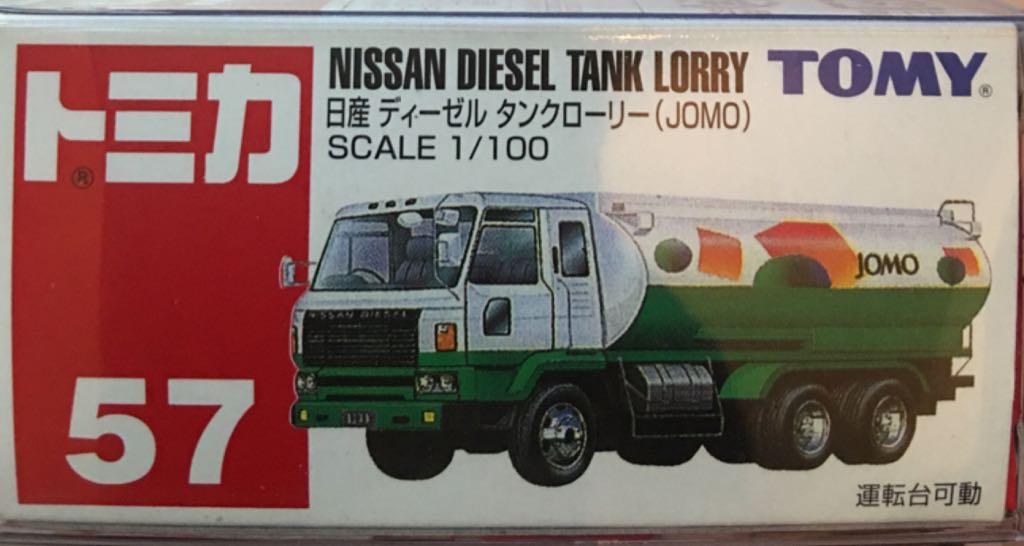 トミカ®
57
NISSAN DIESEL TANK LORRY
日産 ディーゼル タンクローリー(JOMO)
SCALE 1/100
TOMY®
JOMO
NISSAN DIESEL
運転台可動